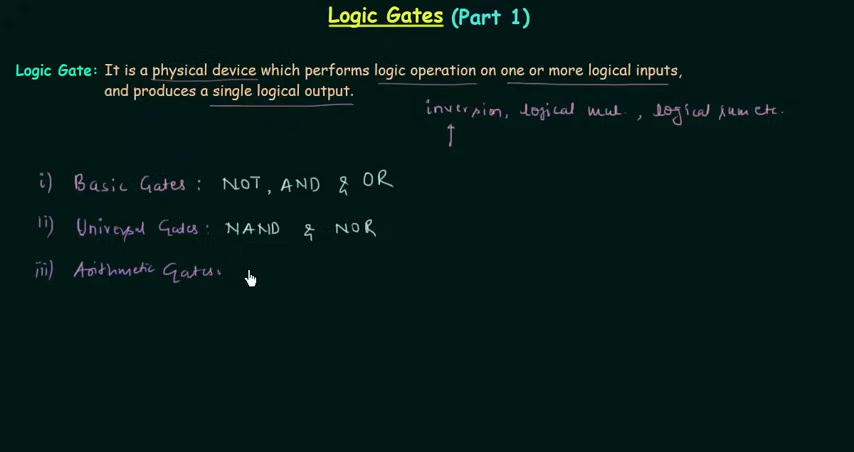 Logic Gates (Part 1)
Logic Gate: It is a physical device which performs logic operation on one or more logical inputs,
and produces a single logical output.
inversion, logical mul. , logical sum etc.
i) Basic Gates: NOT, AND & OR
ii) Universal Gates: NAND & NOR
iii) Arithmetic Gates: